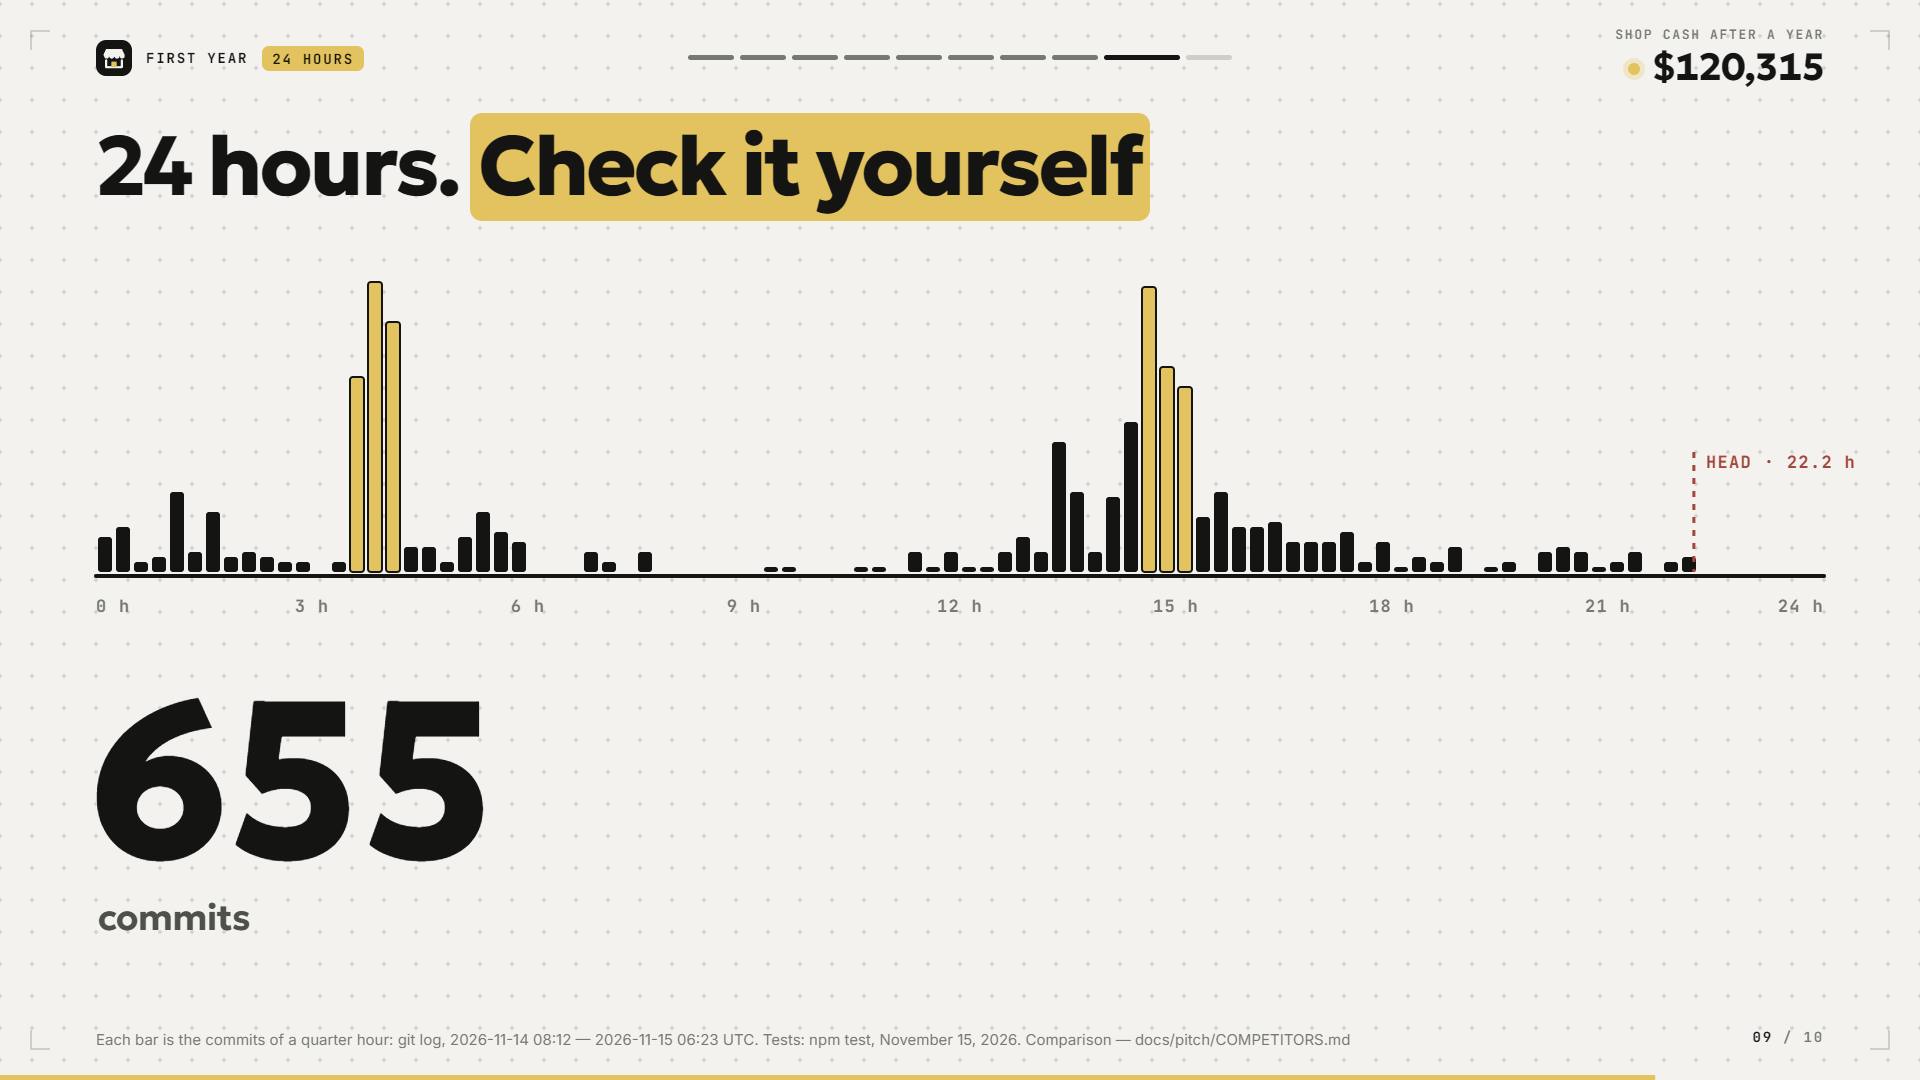 FIRST YEAR
24 HOURS
SHOP CASH AFTER A YEAR
$120,315
24 hours. Check it yourself
HEAD · 22.2 h
0 h 3 h 6 h 9 h 12 h 15 h 18 h 21 h 24 h
655
commits
Each bar is the commits of a quarter hour: git log, 2026-11-14 08:12 — 2026-11-15 06:23 UTC. Tests: npm test, November 15, 2026. Comparison — docs/pitch/COMPETITORS.md
09 / 10